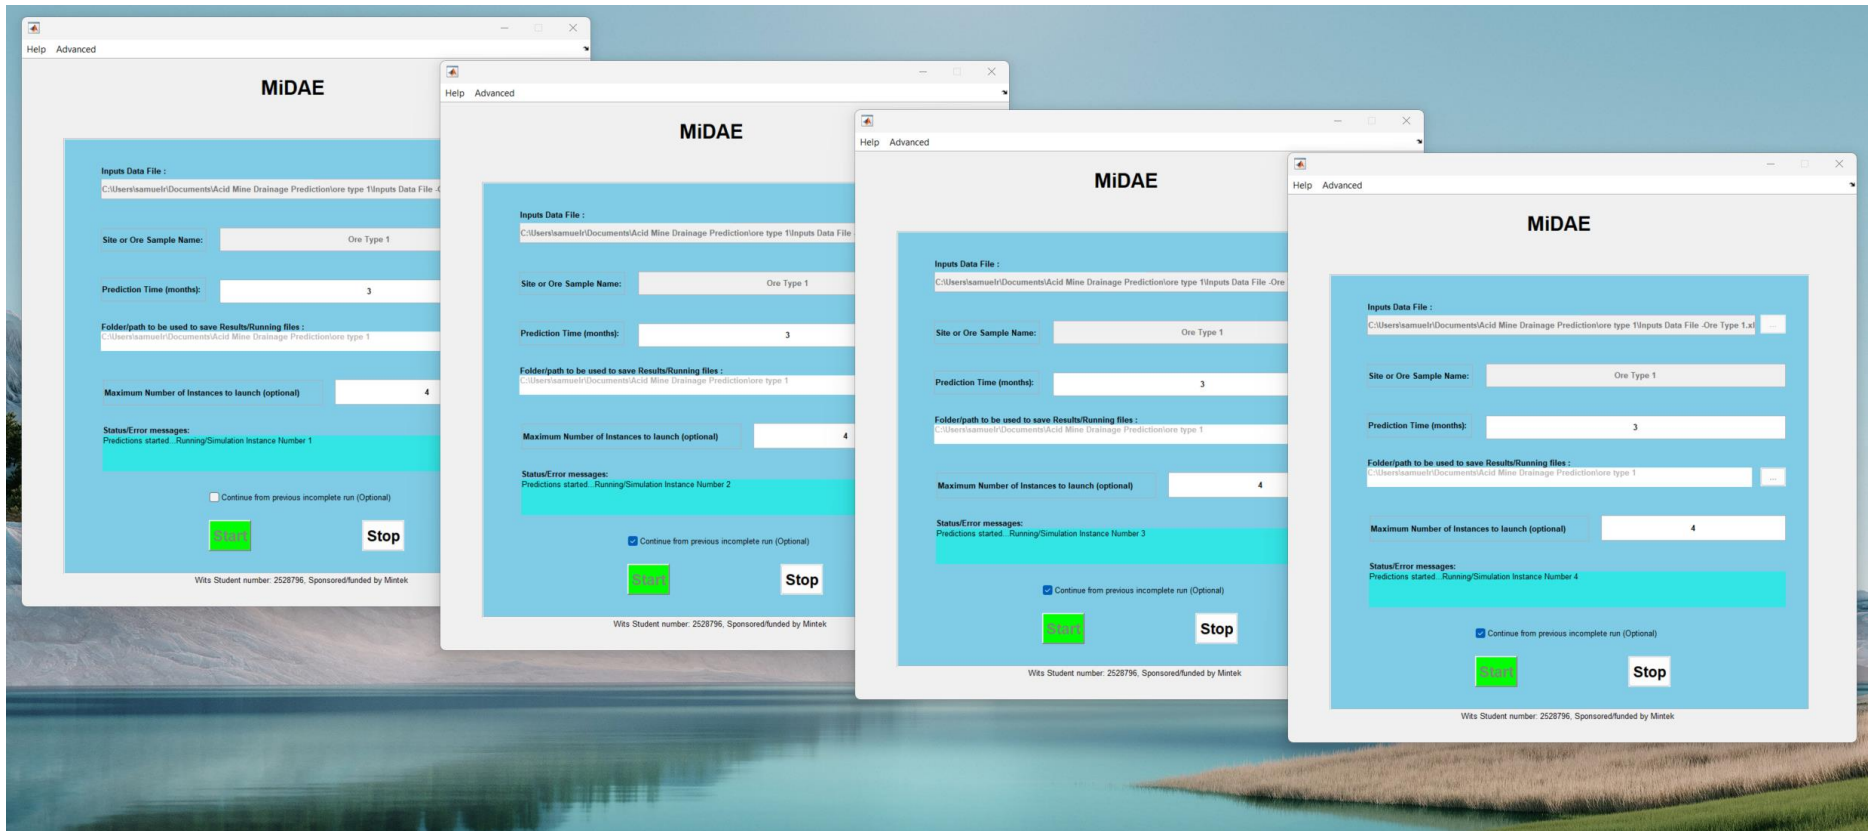 Help Advanced
MiDAE
Inputs Data File :
C:\Users\samuelr\Documents\Acid Mine Drainage Prediction\ore type 1\Inputs Data File -
Site or Ore Sample Name:
Ore Type 1
Prediction Time (months):
3
Folder/path to be used to save Results/Running files :
C:\Users\samuelr\Documents\Acid Mine Drainage Prediction\ore type 1
Maximum Number of Instances to launch (optional)
4
Status/Error messages:
Predictions started...Running/Simulation Instance Number 1
Continue from previous incomplete run (Optional)
Start
Stop
Wits Student number: 2528796, Sponsored/funded by Mintek
Help Advanced
MiDAE
Inputs Data File :
C:\Users\samuelr\Documents\Acid Mine Drainage Prediction\ore type 1\Inputs Data File -
Site or Ore Sample Name:
Ore Type 1
Prediction Time (months):
3
Folder/path to be used to save Results/Running files :
C:\Users\samuelr\Documents\Acid Mine Drainage Prediction\ore type 1
Maximum Number of Instances to launch (optional)
4
Status/Error messages:
Predictions started...Running/Simulation Instance Number 2
Continue from previous incomplete run (Optional)
Start
Stop
Wits Student number: 2528796, Sponsored/funded by Mintek
Help Advanced
MiDAE
Inputs Data File :
C:\Users\samuelr\Documents\Acid Mine Drainage Prediction\ore type 1\Inputs Data File -Ore
Site or Ore Sample Name:
Ore Type 1
Prediction Time (months):
3
Folder/path to be used to save Results/Running files :
C:\Users\samuelr\Documents\Acid Mine Drainage Prediction\ore type 1
Maximum Number of Instances to launch (optional)
4
Status/Error messages:
Predictions started...Running/Simulation Instance Number 3
Continue from previous incomplete run (Optional)
Start
Stop
Wits Student number: 2528796, Sponsored/funded by Mintek
Help Advanced
MiDAE
Inputs Data File :
C:\Users\samuelr\Documents\Acid Mine Drainage Prediction\ore type 1\Inputs Data File -Ore Type 1.xl
...
Site or Ore Sample Name:
Ore Type 1
Prediction Time (months):
3
Folder/path to be used to save Results/Running files :
C:\Users\samuelr\Documents\Acid Mine Drainage Prediction\ore type 1
...
Maximum Number of Instances to launch (optional)
4
Status/Error messages:
Predictions started...Running/Simulation Instance Number 4
Continue from previous incomplete run (Optional)
Start
Stop
Wits Student number: 2528796, Sponsored/funded by Mintek